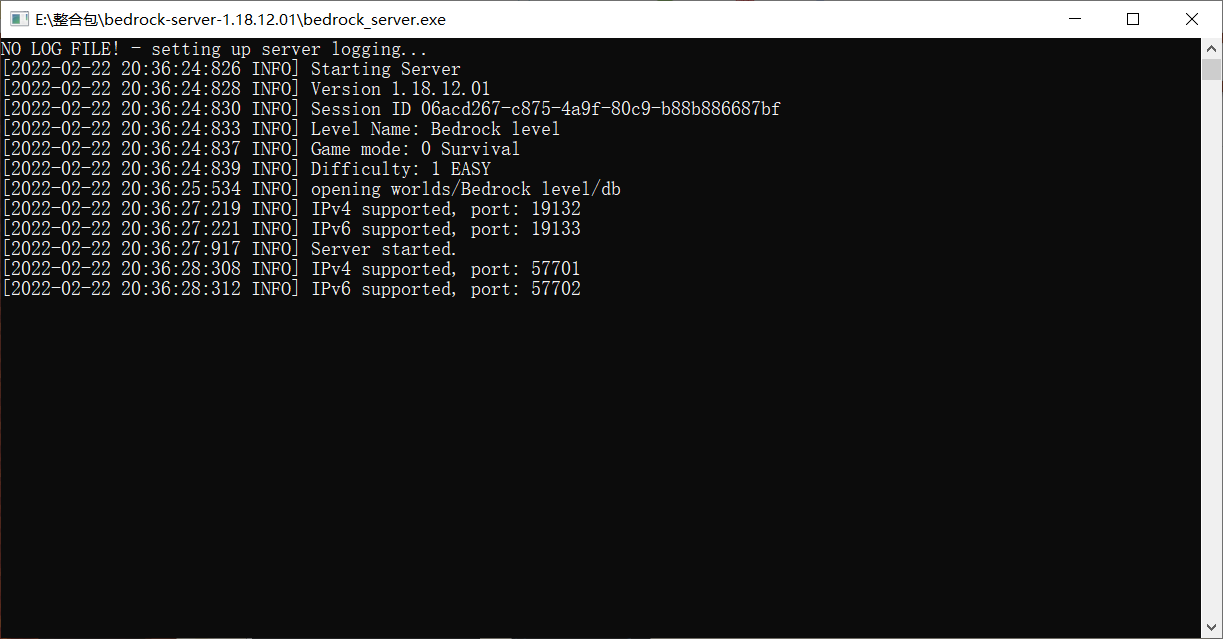 E:\整合包\bedrock-server-1.18.12.01\bedrock_server.exe
NO LOG FILE! - setting up server logging...
[2022-02-22 20:36:24:826 INFO] Starting Server
[2022-02-22 20:36:24:828 INFO] Version 1.18.12.01
[2022-02-22 20:36:24:830 INFO] Session ID 06acd267-c875-4a9f-80c9-b88b886687bf
[2022-02-22 20:36:24:833 INFO] Level Name: Bedrock level
[2022-02-22 20:36:24:837 INFO] Game mode: 0 Survival
[2022-02-22 20:36:24:839 INFO] Difficulty: 1 EASY
[2022-02-22 20:36:25:534 INFO] opening worlds/Bedrock level/db
[2022-02-22 20:36:27:219 INFO] IPv4 supported, port: 19132
[2022-02-22 20:36:27:221 INFO] IPv6 supported, port: 19133
[2022-02-22 20:36:27:917 INFO] Server started.
[2022-02-22 20:36:28:308 INFO] IPv4 supported, port: 57701
[2022-02-22 20:36:28:312 INFO] IPv6 supported, port: 57702